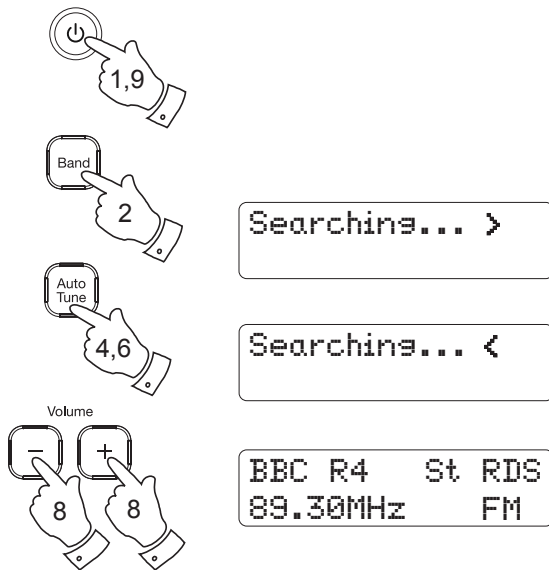 1,9
Band
2
Searching... >
Auto
Tune
4,6
Searching... <
Volume
- +
8 8
BBC R4 St RDS
89.30MHz FM